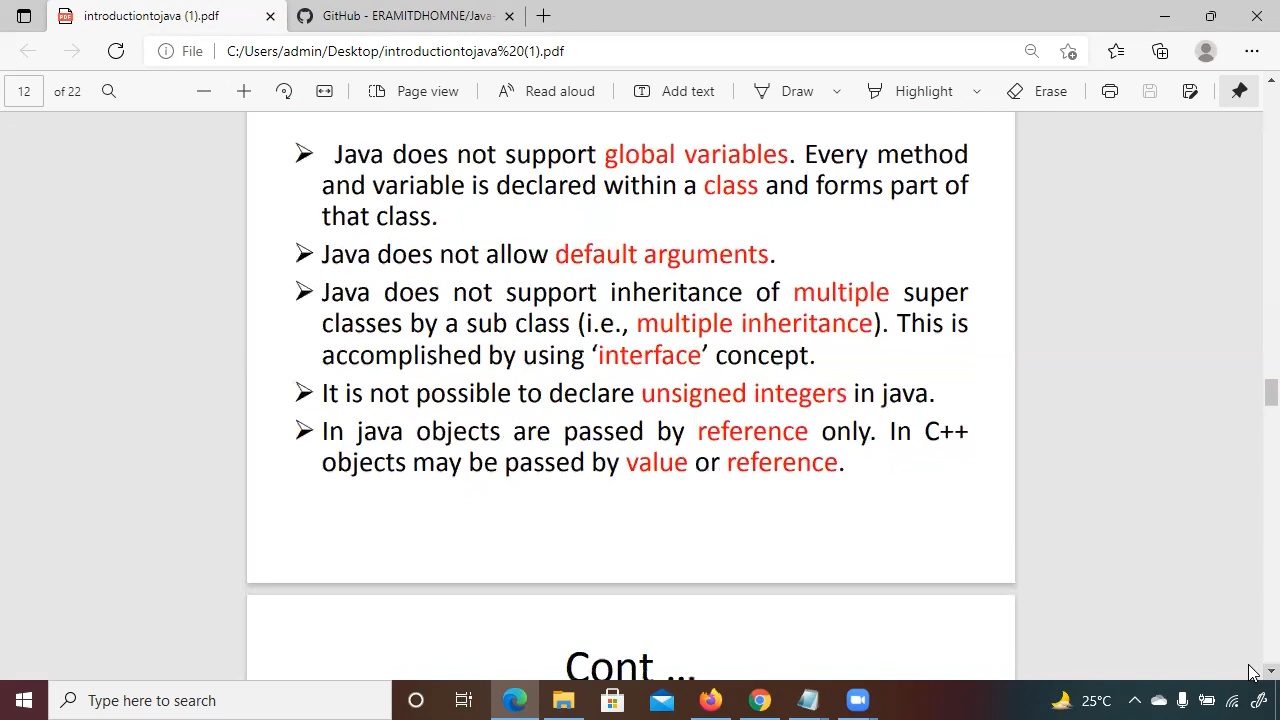 introductiontojava (1).pdf
GitHub - ERAMITDHOMNE/Java-
File
C:/Users/admin/Desktop/introductiontojava%20(1).pdf
12 of 22
Page view
Read aloud
Add text
Draw
Highlight
Erase
➢ Java does not support global variables. Every method
and variable is declared within a class and forms part of
that class.
➢ Java does not allow default arguments.
➢ Java does not support inheritance of multiple super
classes by a sub class (i.e., multiple inheritance). This is
accomplished by using ‘interface’ concept.
➢ It is not possible to declare unsigned integers in java.
➢ In java objects are passed by reference only. In C++
objects may be passed by value or reference.
Cont ...
Type here to search
25°C